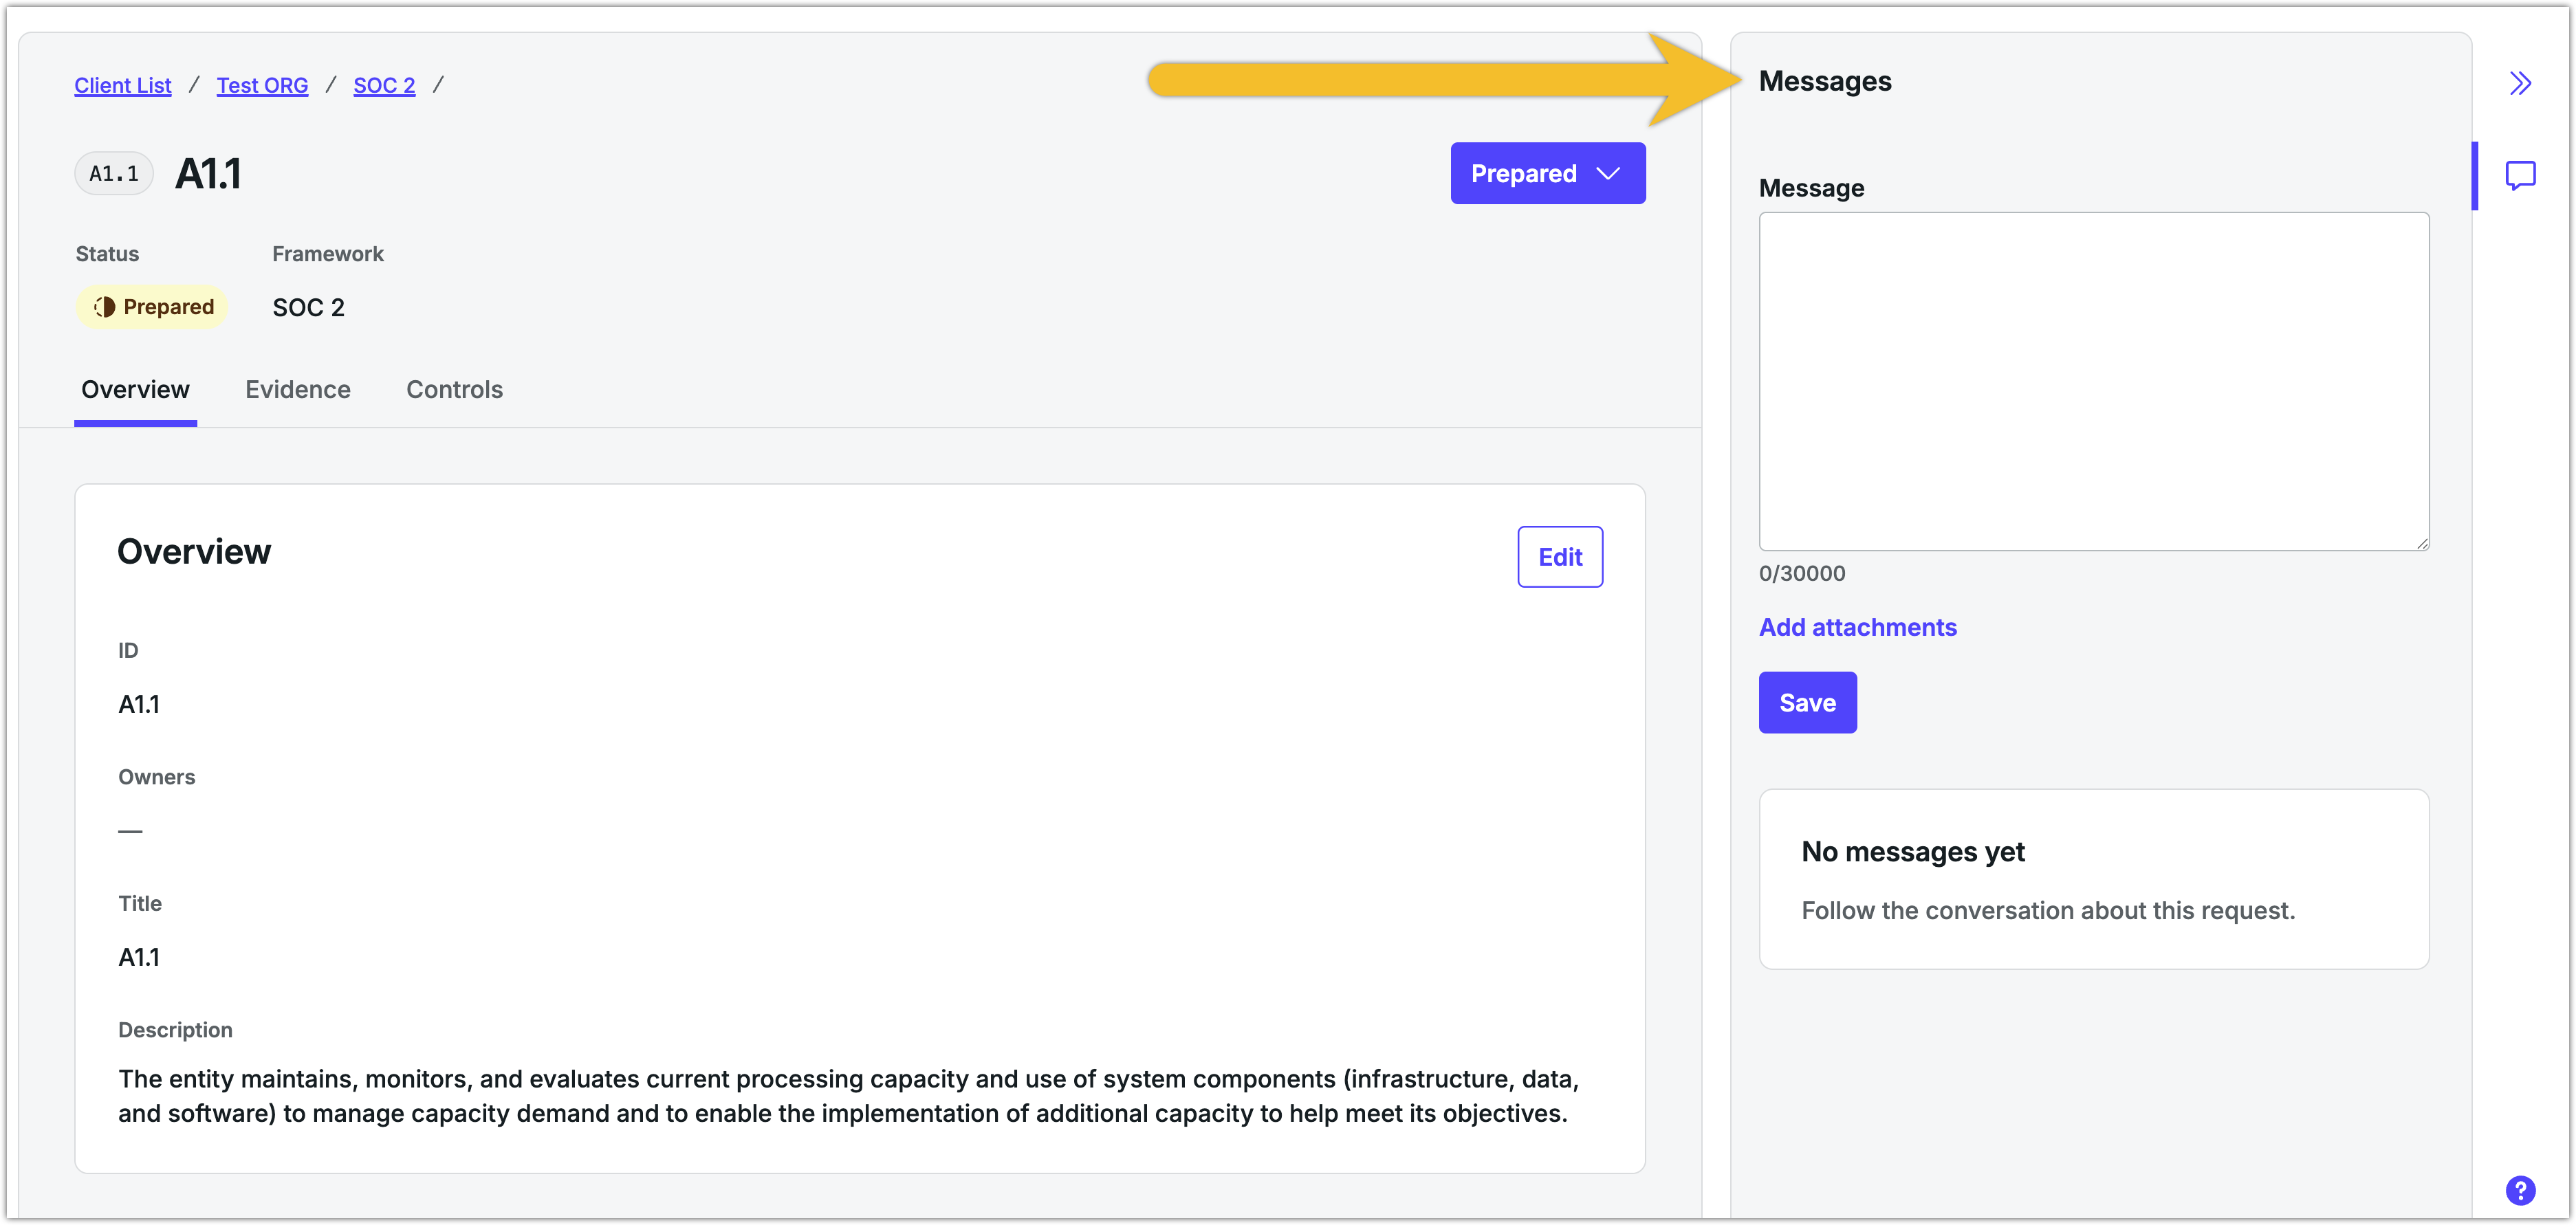 Client List / Test ORG / SOC 2 /
A1.1 A1.1
Prepared
Status Framework
Prepared SOC 2
Overview Evidence Controls
Overview
Edit
ID
A1.1
Owners
—
Title
A1.1
Description
The entity maintains, monitors, and evaluates current processing capacity and use of system components (infrastructure, data,
and software) to manage capacity demand and to enable the implementation of additional capacity to help meet its objectives.
Messages
Message
0/30000
Add attachments
Save
No messages yet
Follow the conversation about this request.
?